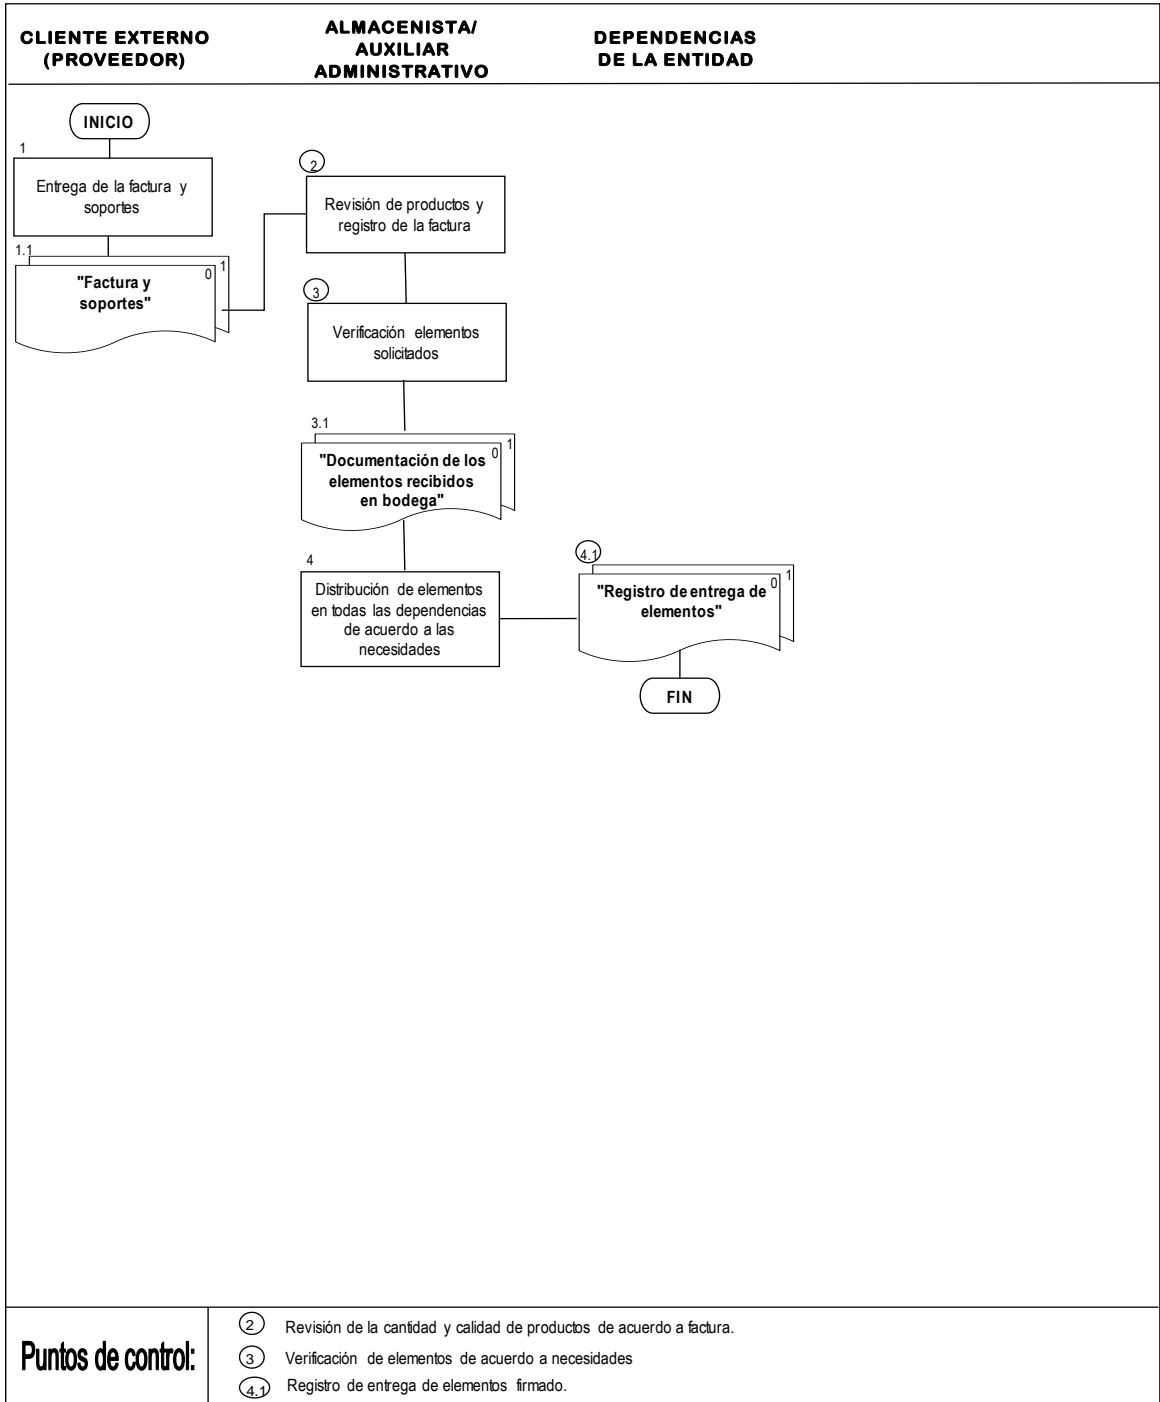 CLIENTE EXTERNO
(PROVEEDOR)
ALMACENISTA/
AUXILIAR
ADMINISTRATIVO
DEPENDENCIAS
DE LA ENTIDAD
INICIO
1
Entrega de la factura y
soportes
1.1
0
1
"Factura y
soportes"
2
Revisión de productos y
registro de la factura
3
Verificación elementos
solicitados
3.1
0
1
"Documentación de los
elementos recibidos
en bodega"
4
Distribución de elementos
en todas las dependencias
de acuerdo a las
necesidades
4.1
0
1
"Registro de entrega de
elementos"
FIN
Puntos de control:
2 Revisión de la cantidad y calidad de productos de acuerdo a factura.
3 Verificación de elementos de acuerdo a necesidades
4.1 Registro de entrega de elementos firmado.